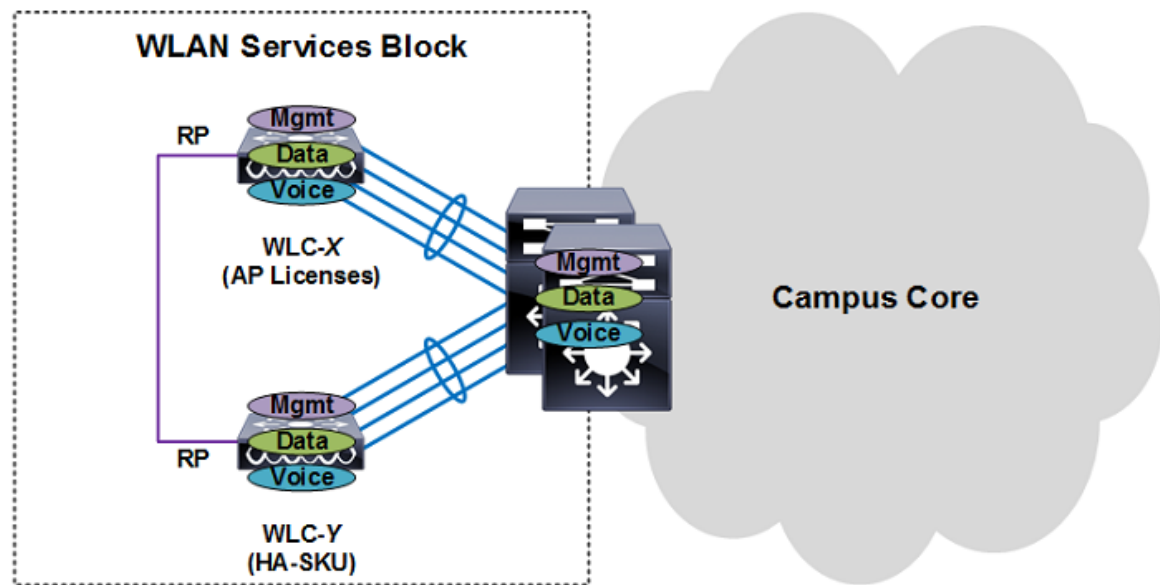 WLAN Services Block
RP
Mgmt
Data
Voice
WLC-X
(AP Licenses)
Mgmt
Data
Voice
Campus Core
RP
Mgmt
Data
Voice
WLC-Y
(HA-SKU)